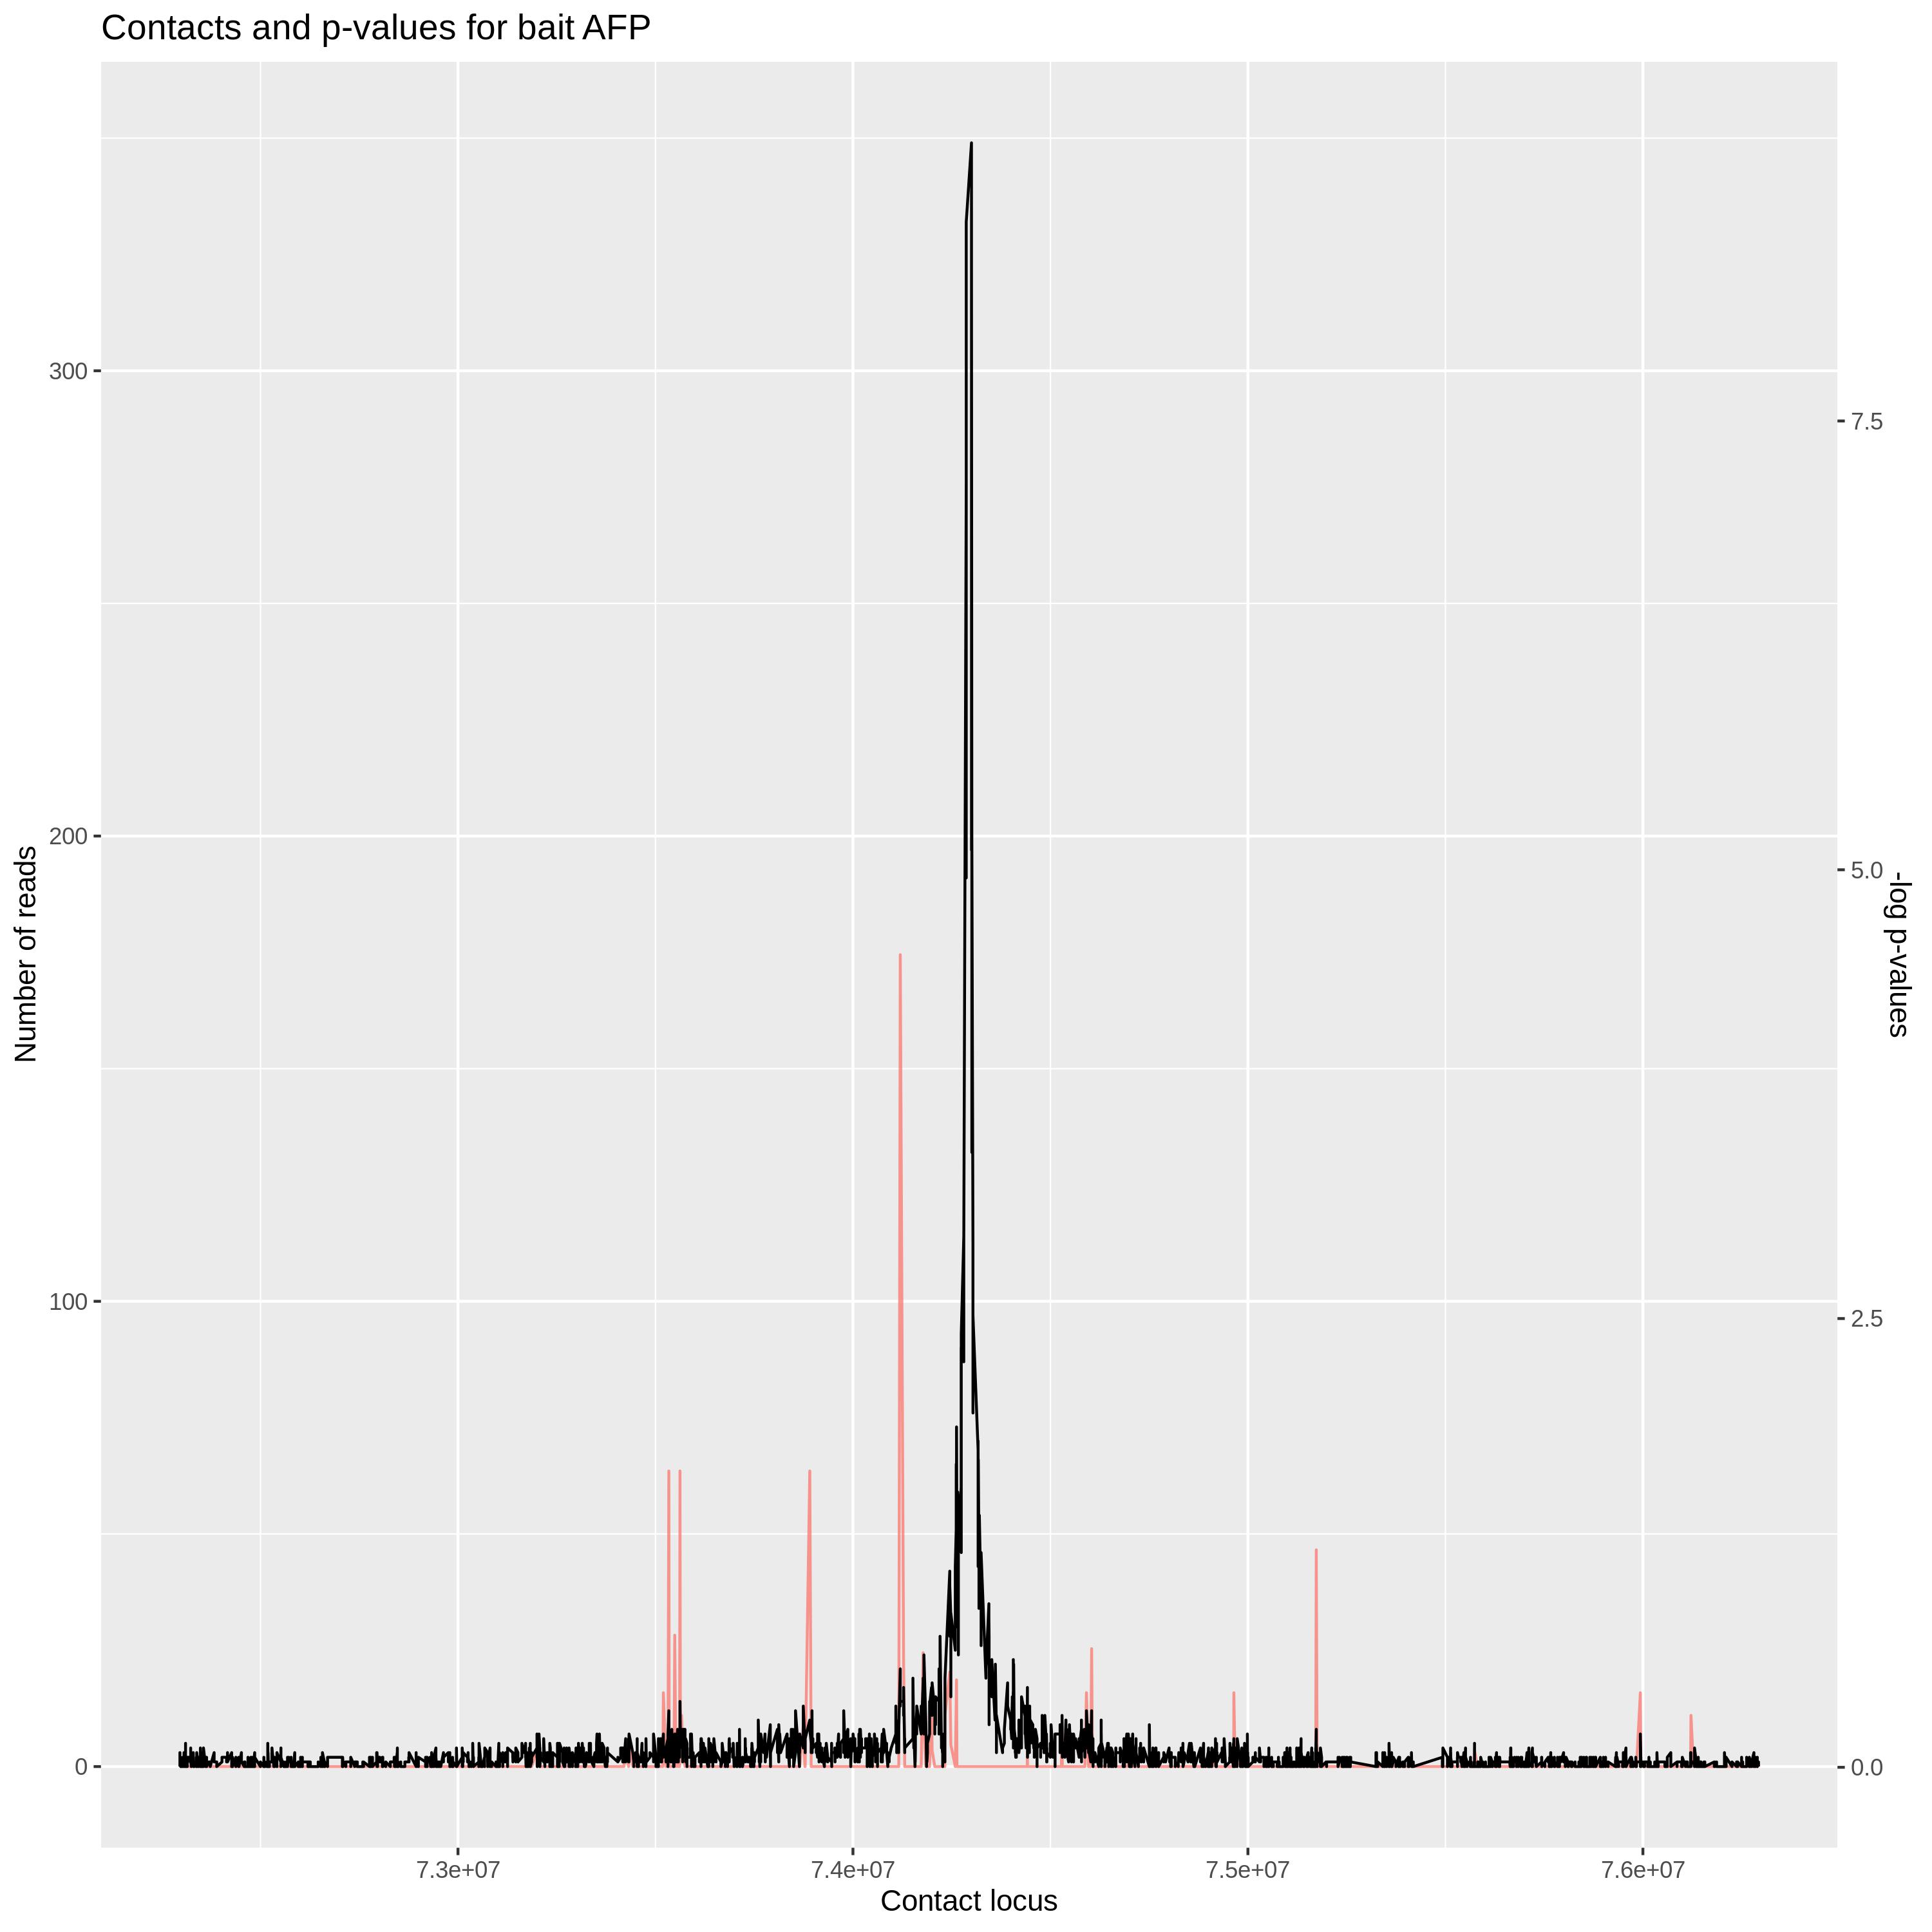 Contacts and p-values for bait AFP
300
200
100
0
Number of reads
7.5
5.0
2.5
0.0
-log p-values
7.3e+07
7.4e+07
7.5e+07
7.6e+07
Contact locus